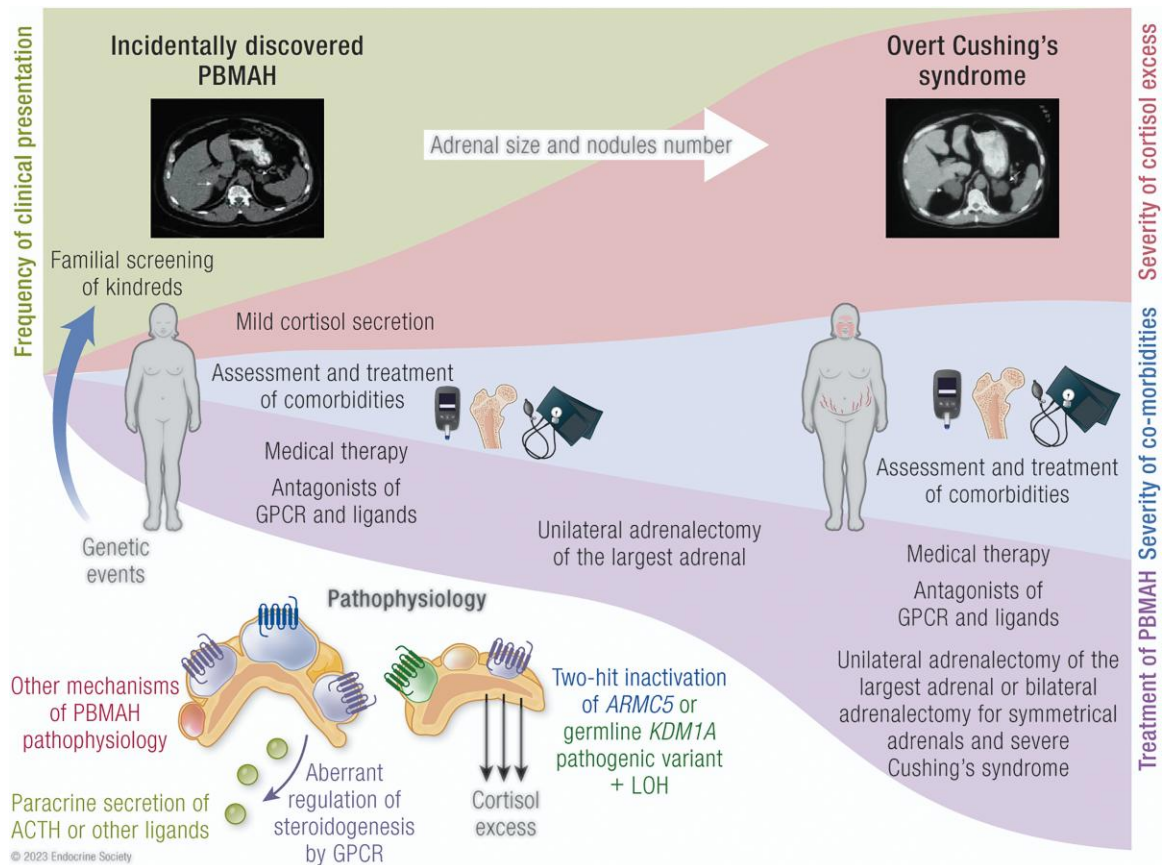 Frequency of clinical presentation
Incidentally discovered
PBMAH
Overt Cushing's
syndrome
Adrenal size and nodules number
Severity of cortisol excess
Familial screening
of kindreds
Mild cortisol secretion
Assessment and treatment
of comorbidities
Medical therapy
Antagonists of
GPCR and ligands
Unilateral adrenalectomy
of the largest adrenal
Assessment and treatment
of comorbidities
Severity of co-morbidities
Medical therapy
Antagonists of
GPCR and ligands
Unilateral adrenalectomy of the
largest adrenal or bilateral
adrenalectomy for symmetrical
adrenals and severe
Cushing's syndrome
Treatment of PBMAH
Genetic
events
Pathophysiology
Other mechanisms
of PBMAH
pathophysiology
Two-hit inactivation
of ARMC5 or
germline KDM1A
pathogenic variant
+ LOH
Paracrine secretion of
ACTH or other ligands
Aberrant
regulation of
steroidogenesis
by GPCR
Cortisol
excess
© 2023 Endocrine Society